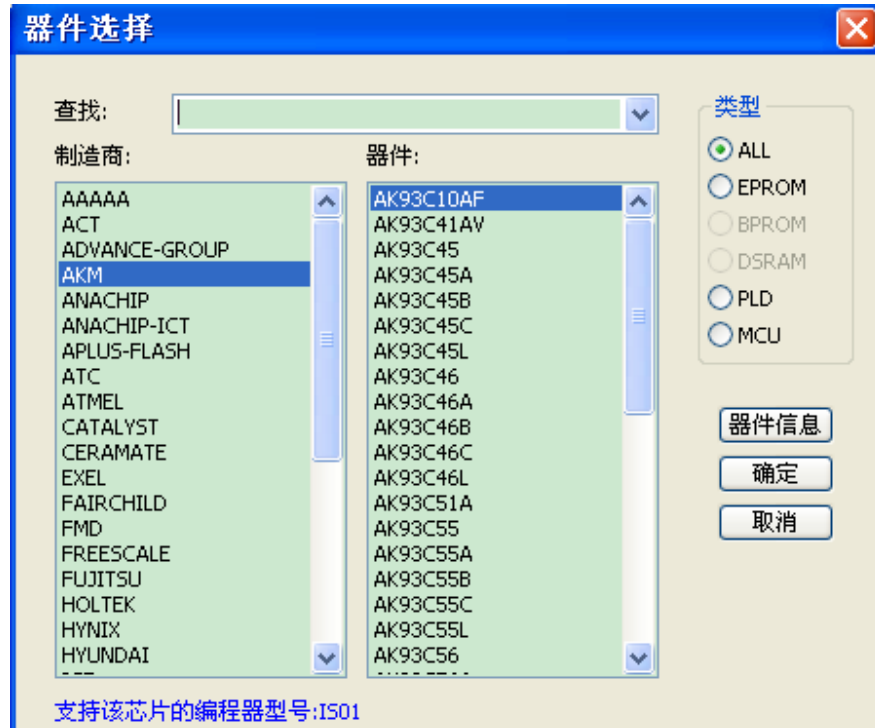 器件选择
查找:
制造商:
AAAAA
ACT
ADVANCE-GROUP
AKM
ANACHIP
ANACHIP-ICT
APLUS-FLASH
ATC
ATMEL
CATALYST
CERAMATE
EXEL
FAIRCHILD
FMD
FREESCALE
FUJITSU
HOLTEK
HYNIX
HYUNDAI
器件:
AK93C10AF
AK93C41AV
AK93C45
AK93C45A
AK93C45B
AK93C45C
AK93C45L
AK93C46
AK93C46A
AK93C46B
AK93C46C
AK93C46L
AK93C51A
AK93C55
AK93C55A
AK93C55B
AK93C55C
AK93C55L
AK93C56
类型
ALL
EPROM
BPROM
DSRAM
PLD
MCU
器件信息
确定
取消
支持该芯片的编程器型号:IS01